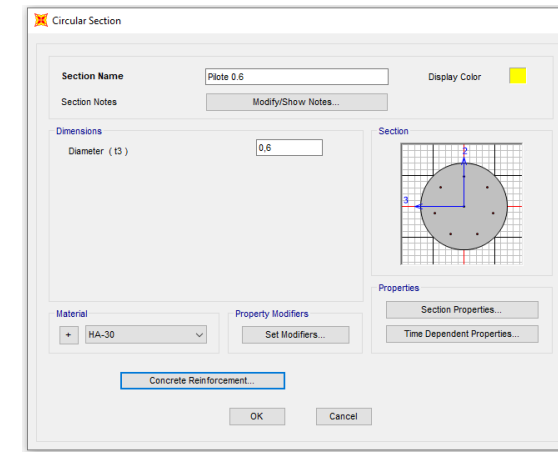 Circular Section
Section Name
Pilote 0.6
Display Color
Section Notes
Modify/Show Notes...
Dimensions
Diameter ( t3 )
0,6
Section
2
3
Properties
Section Properties...
Time Dependent Properties...
Material
+ HA-30
Property Modifiers
Set Modifiers...
Concrete Reinforcement...
OK Cancel